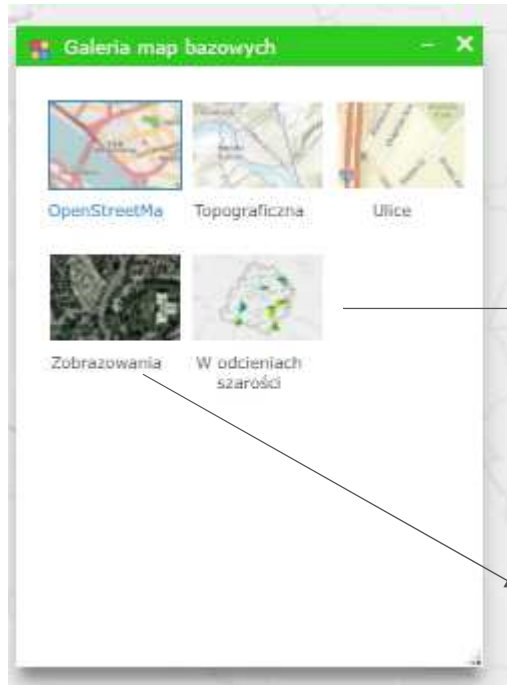 Galeria map bazowych
OpenStreetMa
Topograficzna
Ulice
Zobrazowania
W odcieniach
szarości